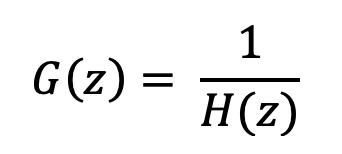 G(z) = 1 / H(z)